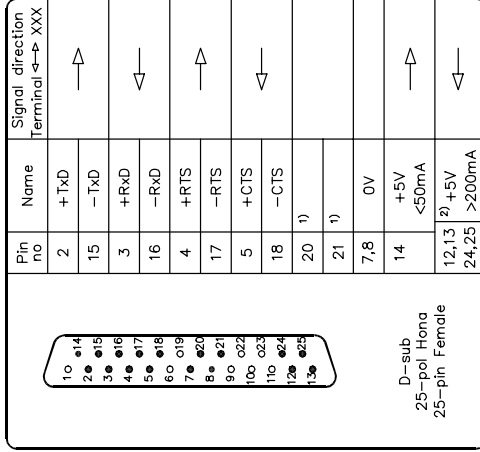 Pin no
Name
Signal direction
Terminal <-> XXX
2 +TxD
15 -TxD
3 +RxD
16 -RxD
4 +RTS
17 -RTS
5 +CTS
18 -CTS
20 1)
21 1)
7,8 0V
14 +5V
<50mA
12,13 2) +5V
24,25 >200mA
1
14
2
15
3
16
4
17
5
18
6
19
7
20
8
21
9
22
10
23
11
24
12
25
13
D-sub
25-pol Hona
25-pin Female